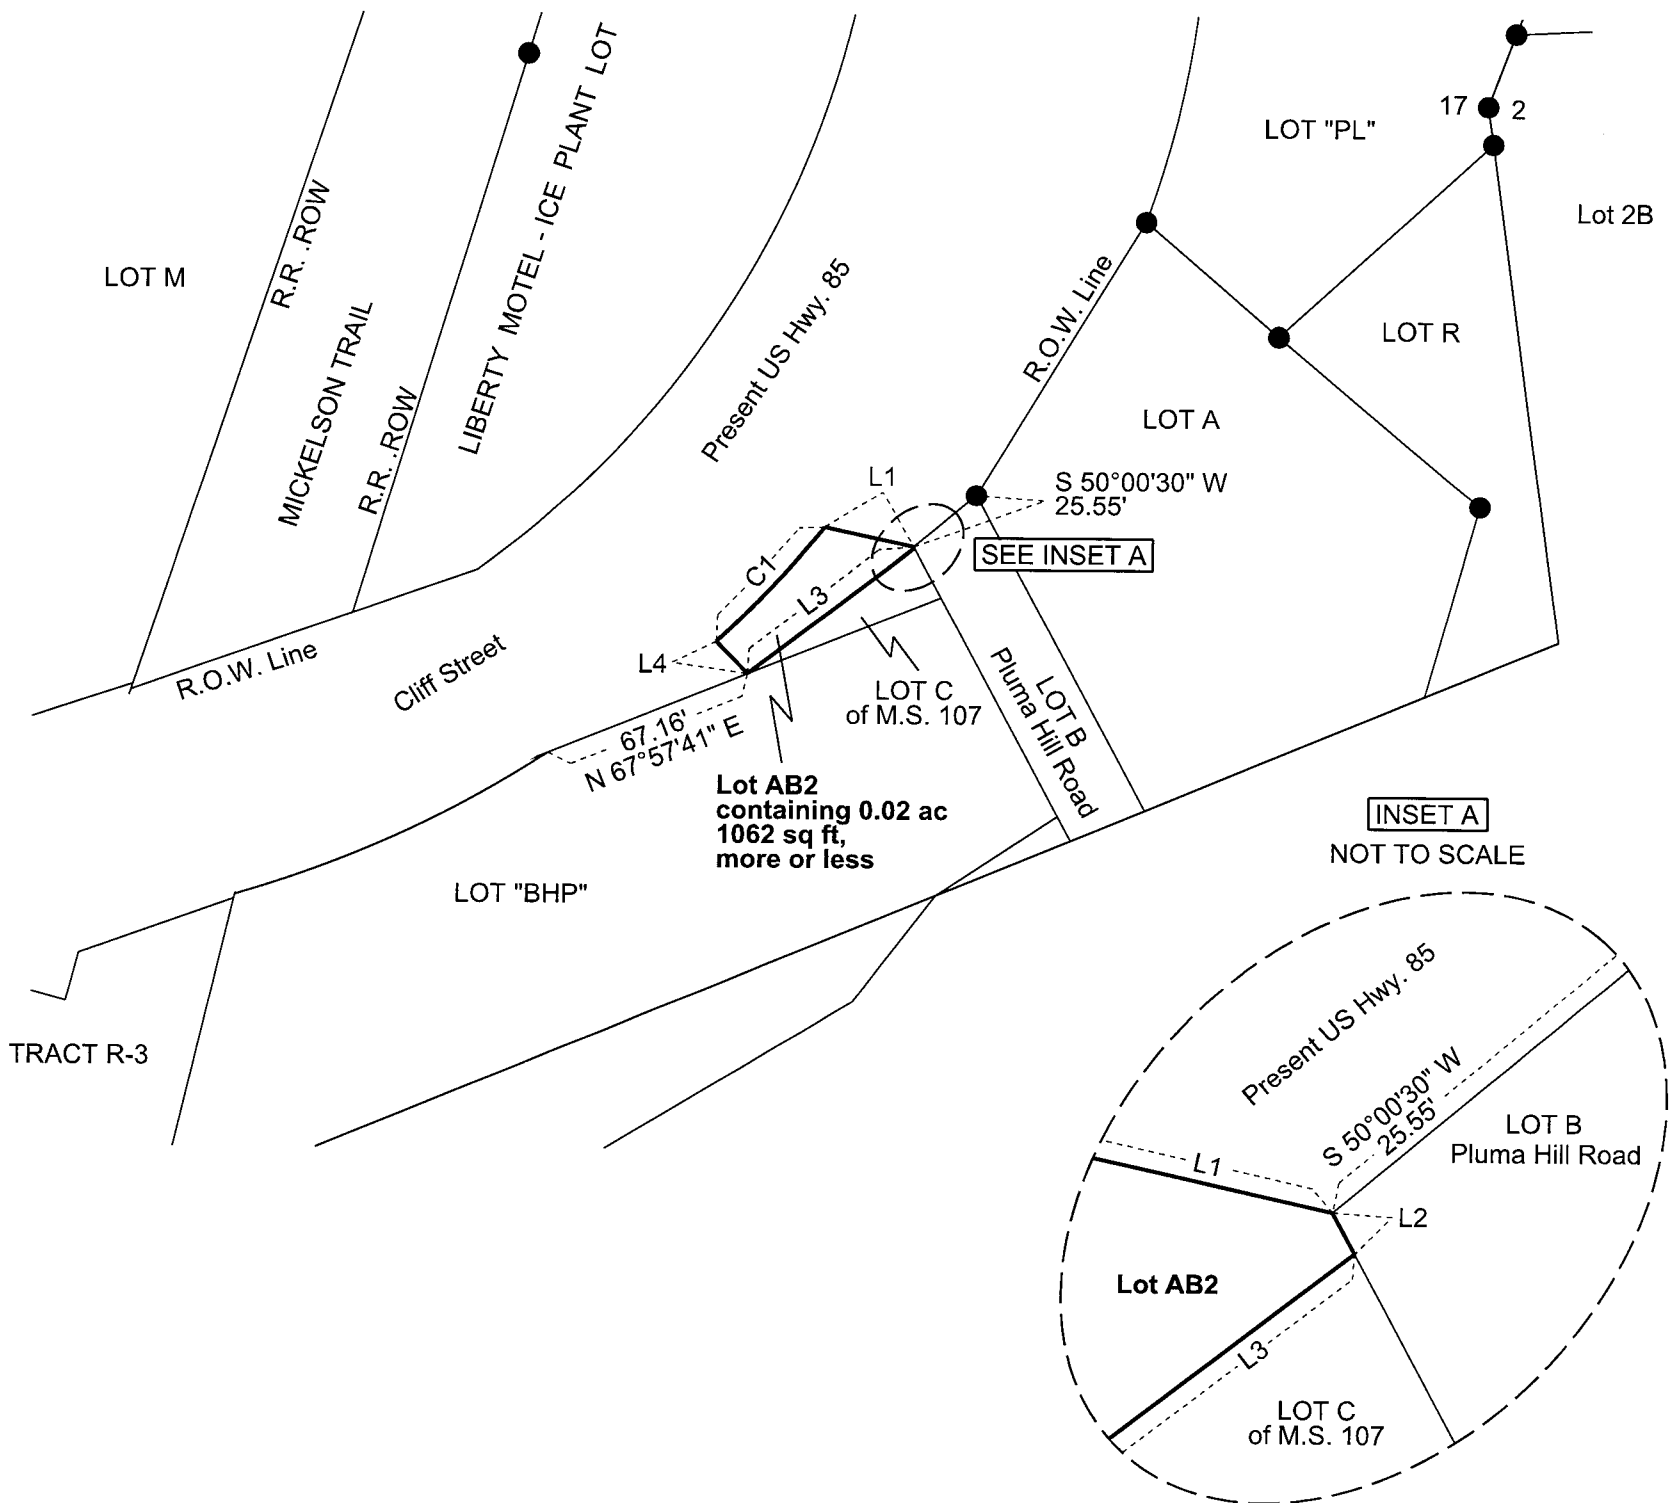 17
2
LOT "PL"
Lot 2B
LOT M
R.R. .ROW
MICKELSON TRAIL
R.R. .ROW
LIBERTY MOTEL - ICE PLANT LOT
Present US Hwy. 85
R.O.W. Line
LOT R
LOT A
L1
S 50°00'30" W
25.55'
SEE INSET A
C1
L3
L4
R.O.W. Line
Cliff Street
LOT C
of M.S. 107
LOT B
Pluma Hill Road
67.16'
N 67°57'41" E
Lot AB2
containing 0.02 ac
1062 sq ft,
more or less
LOT "BHP"
TRACT R-3
INSET A
NOT TO SCALE
Present US Hwy. 85
S 50°00'30" W
25.55'
LOT B
Pluma Hill Road
L1
L2
Lot AB2
L3
LOT C
of M.S. 107